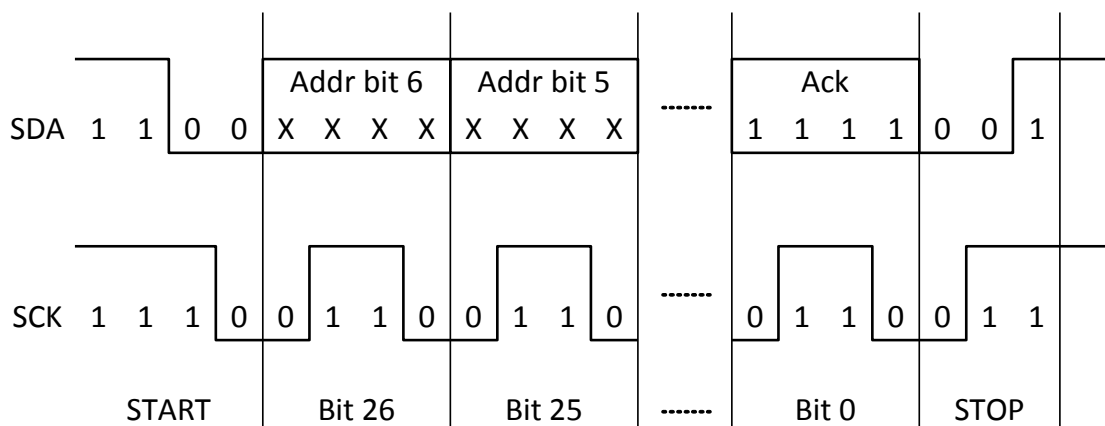 Addr bit 6 Addr bit 5 Ack
SDA 1 1 0 0 X X X X X X X X 1 1 1 1 0 0 1
SCK 1 1 1 0 0 1 1 0 0 1 1 0 0 1 1 0 0 1 1
START Bit 26 Bit 25 Bit 0 STOP